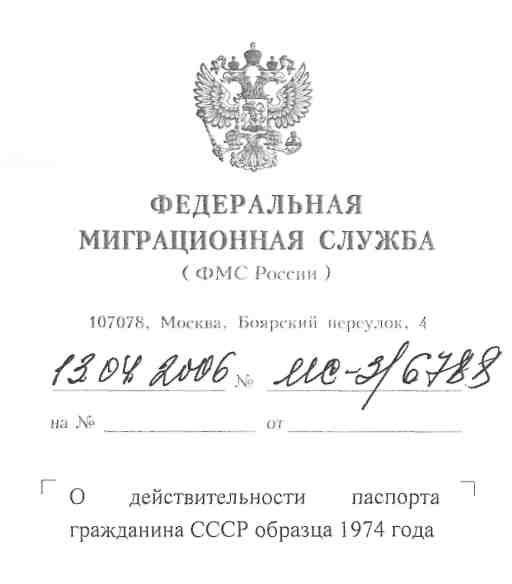 ФЕДЕРАЛЬНАЯ
МИГРАЦИОННАЯ СЛУЖБА
( ФМС России )
107078, Москва, Боярский переулок, 4
13.04 2006 № МС-3/6788
на № от
О действительности паспорта
гражданина СССР образца 1974 года